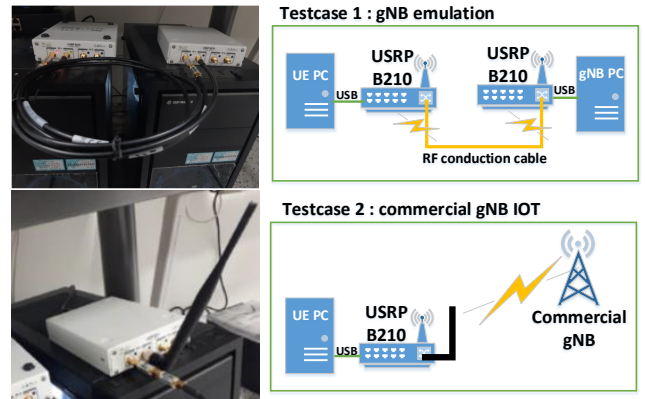 Testcase 1 : gNB emulation
UE PC
USRP
B210
USRP
B210
gNB PC
USB
USB
RF conduction cable
Testcase 2 : commercial gNB IOT
UE PC
USRP
B210
USB
Commercial
gNB